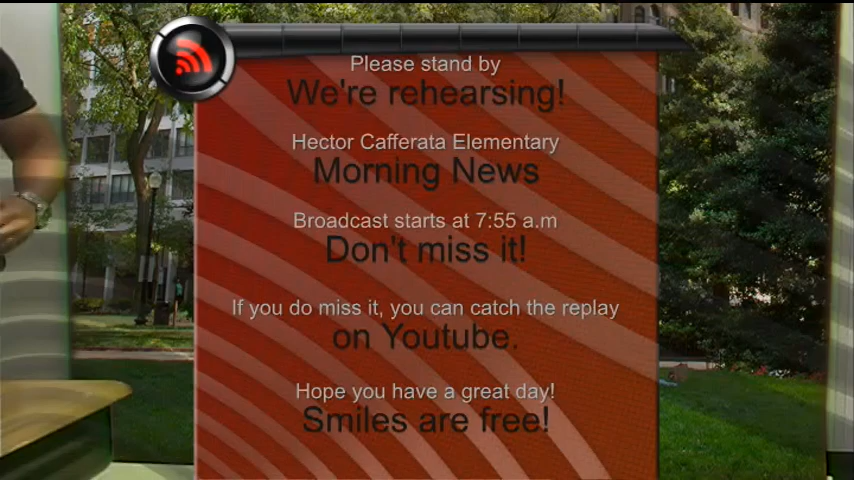 Please stand by
We're rehearsing!
Hector Cafferata Elementary
Morning News
Broadcast starts at 7:55 a.m
Don't miss it!
If you do miss it, you can catch the replay
on Youtube.
Hope you have a great day!
Smiles are free!